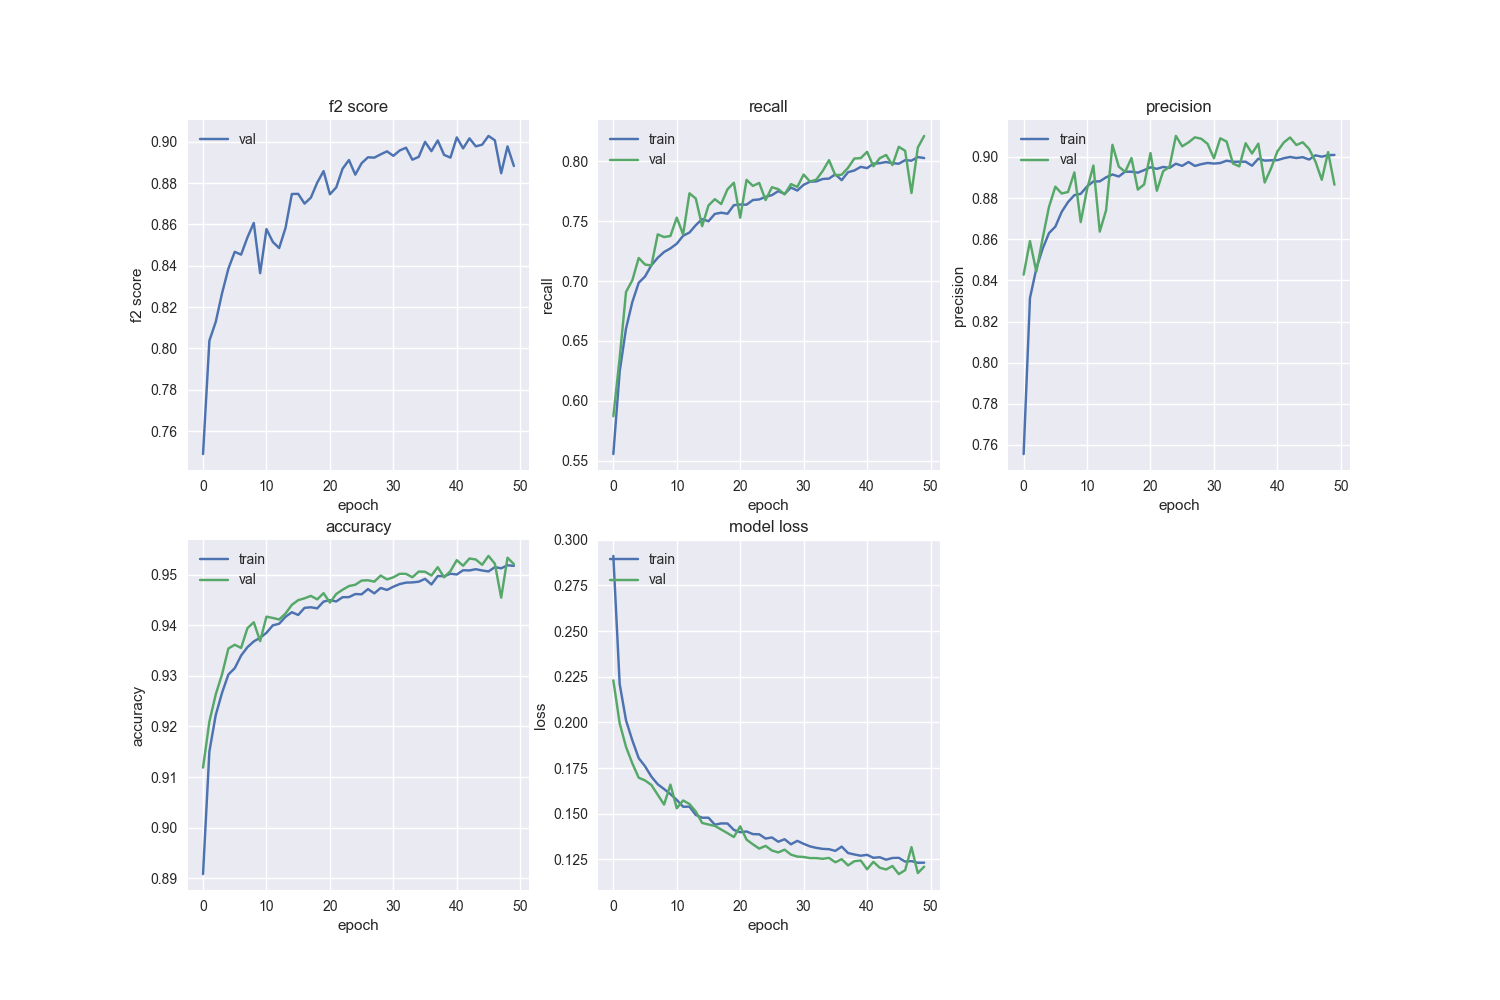 f2 score
val
0.90
0.88
0.86
0.84
0.82
0.80
0.78
0.76
f2 score
0 10 20 30 40 50
epoch
recall
train
val
0.80
0.75
0.70
0.65
0.60
0.55
recall
0 10 20 30 40 50
epoch
precision
train
val
0.90
0.88
0.86
0.84
0.82
0.80
0.78
0.76
precision
0 10 20 30 40 50
epoch
accuracy
train
val
0.95
0.94
0.93
0.92
0.91
0.90
0.89
accuracy
0 10 20 30 40 50
epoch
model loss
train
val
0.300
0.275
0.250
0.225
0.200
0.175
0.150
0.125
loss
0 10 20 30 40 50
epoch